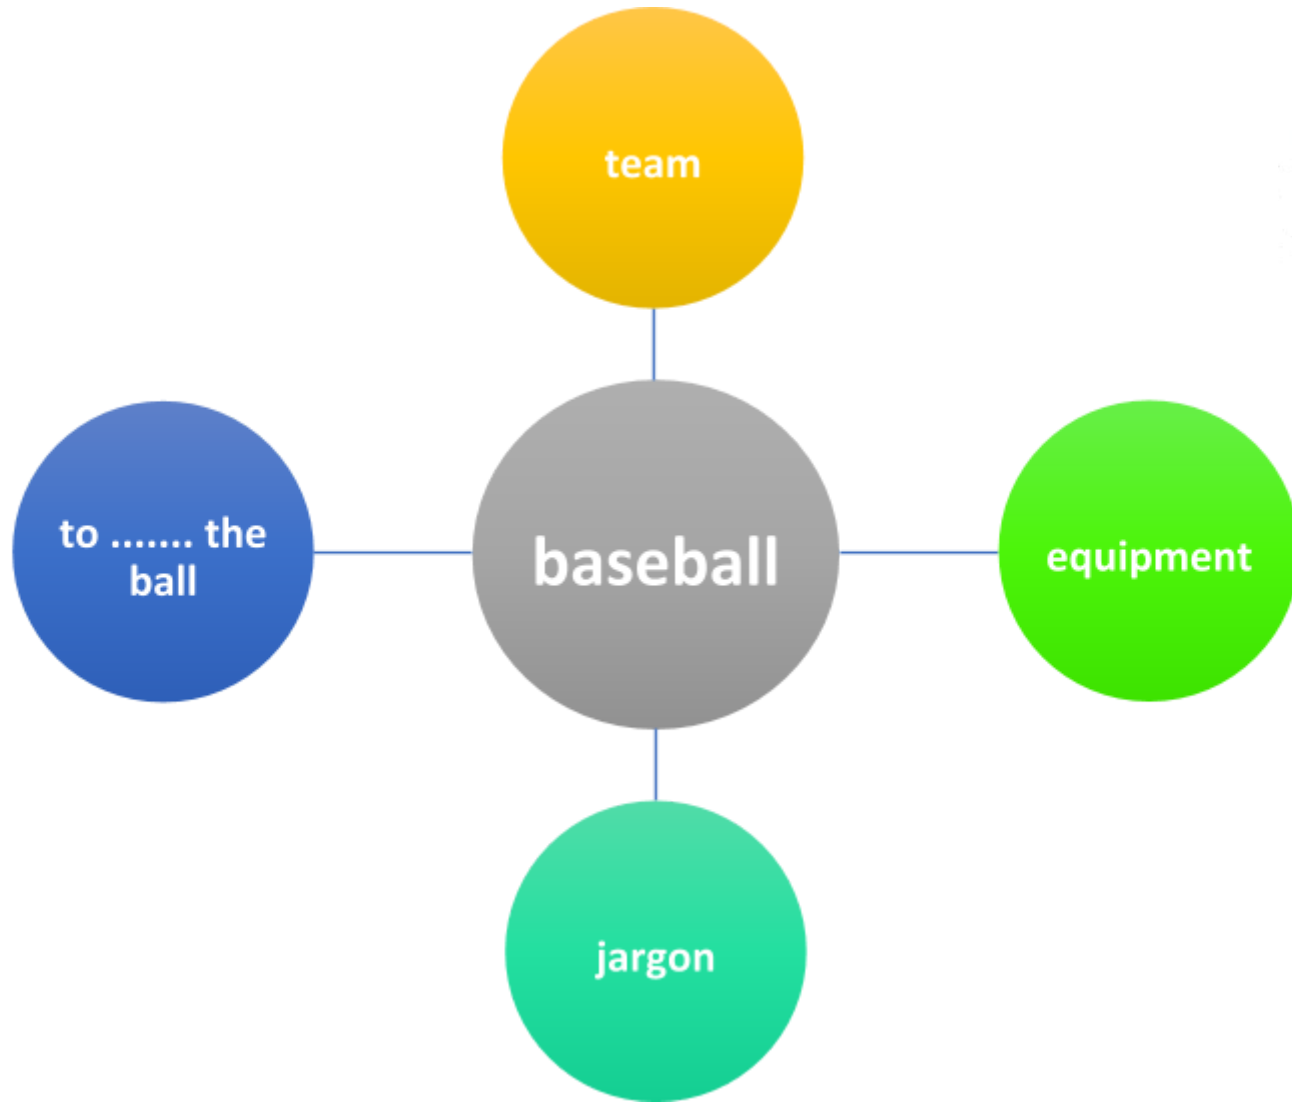 team
to ....... the
ball
baseball
equipment
jargon